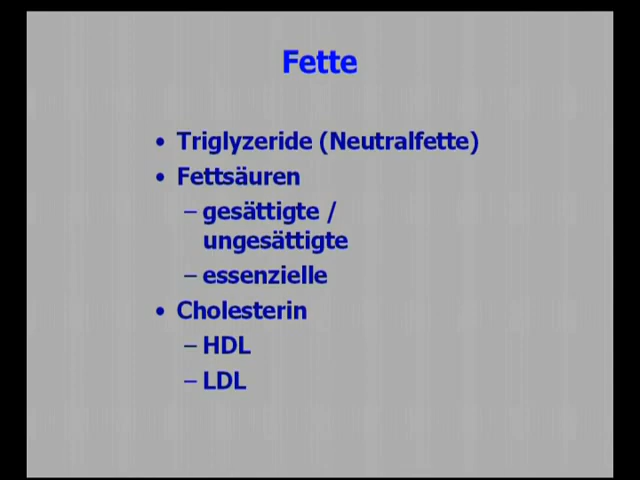 Fette
• Triglyzeride (Neutralfette)
• Fettsäuren
– gesättigte /
ungesättigte
– essenzielle
• Cholesterin
– HDL
– LDL